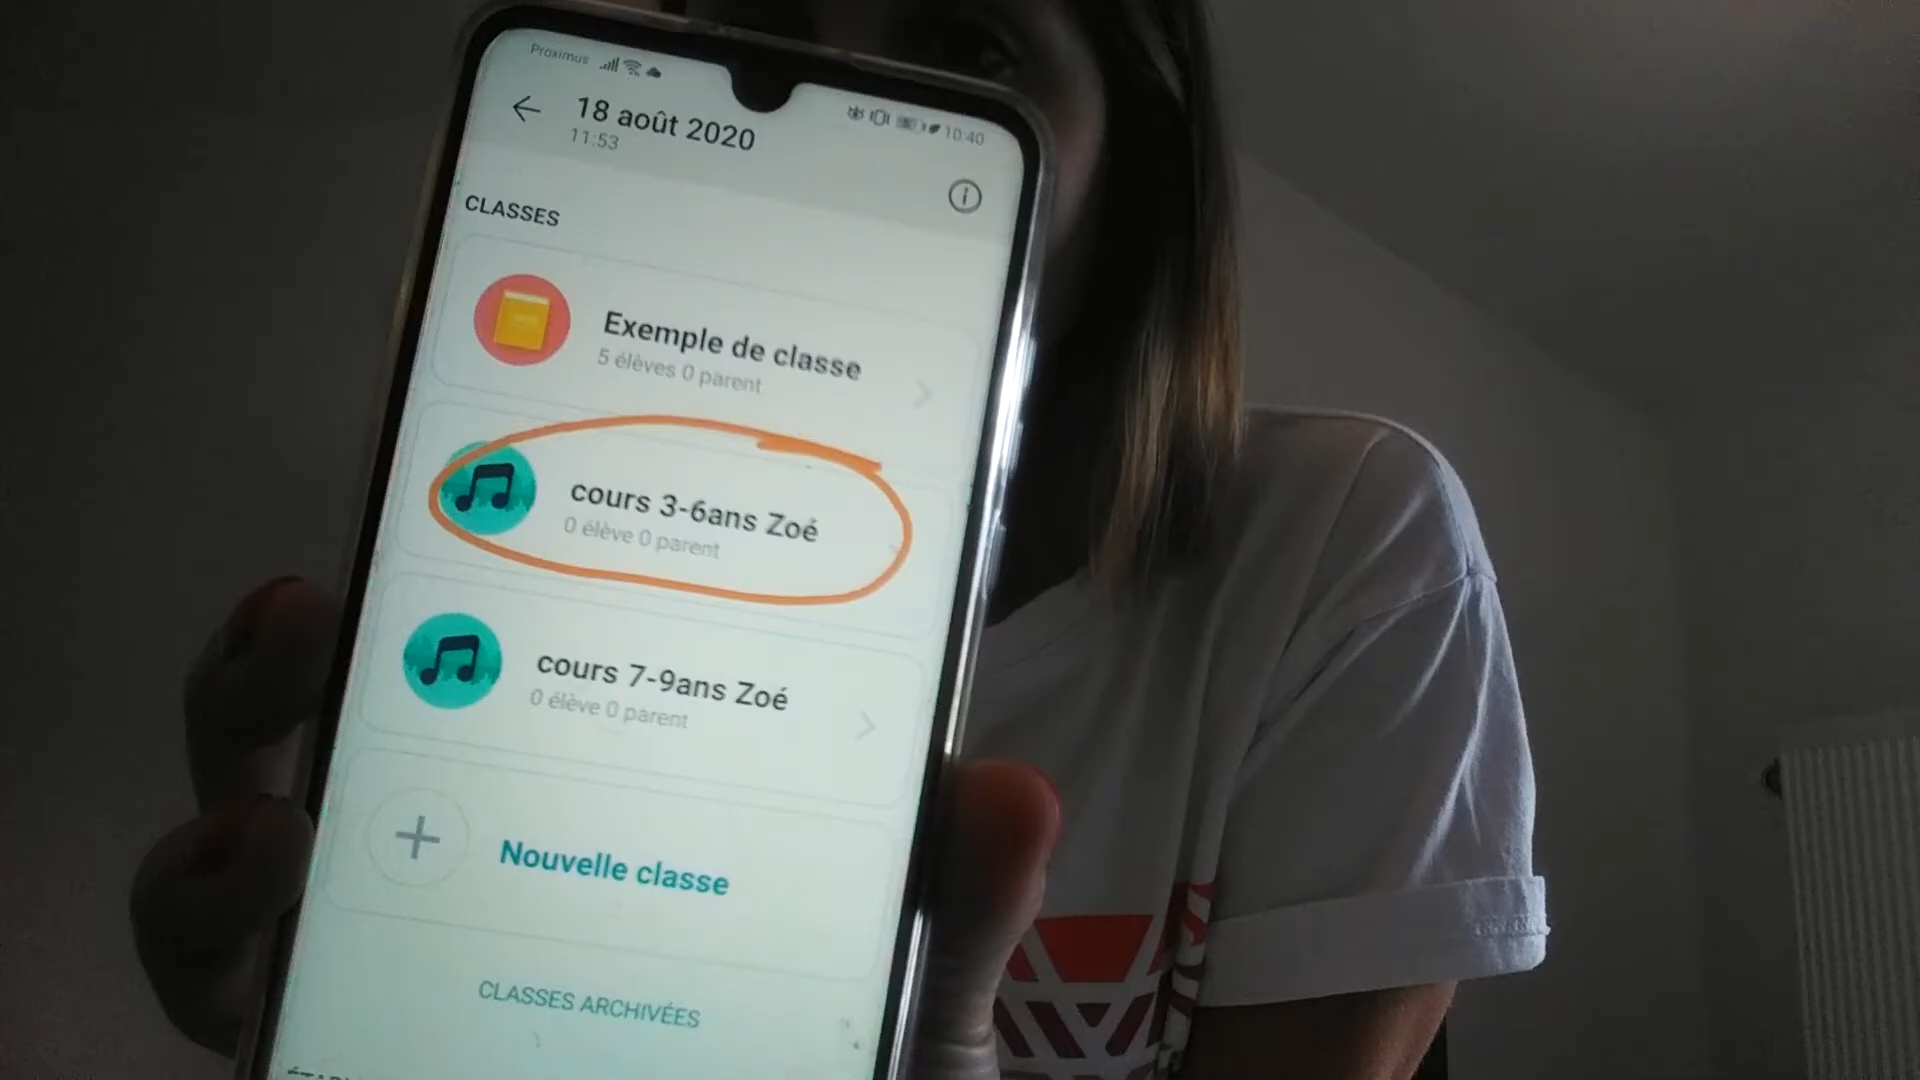 Proximus
10:40
18 août 2020
11:53
CLASSES
Exemple de classe
5 élèves 0 parent
cours 3-6ans Zoé
0 élève 0 parent
cours 7-9ans Zoé
0 élève 0 parent
Nouvelle classe
CLASSES ARCHIVÉES